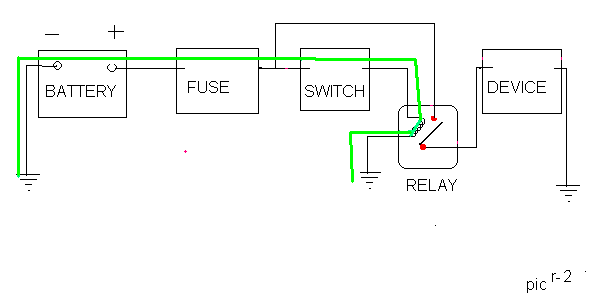 − +
BATTERY
FUSE
SWITCH
DEVICE
RELAY
pic r-2